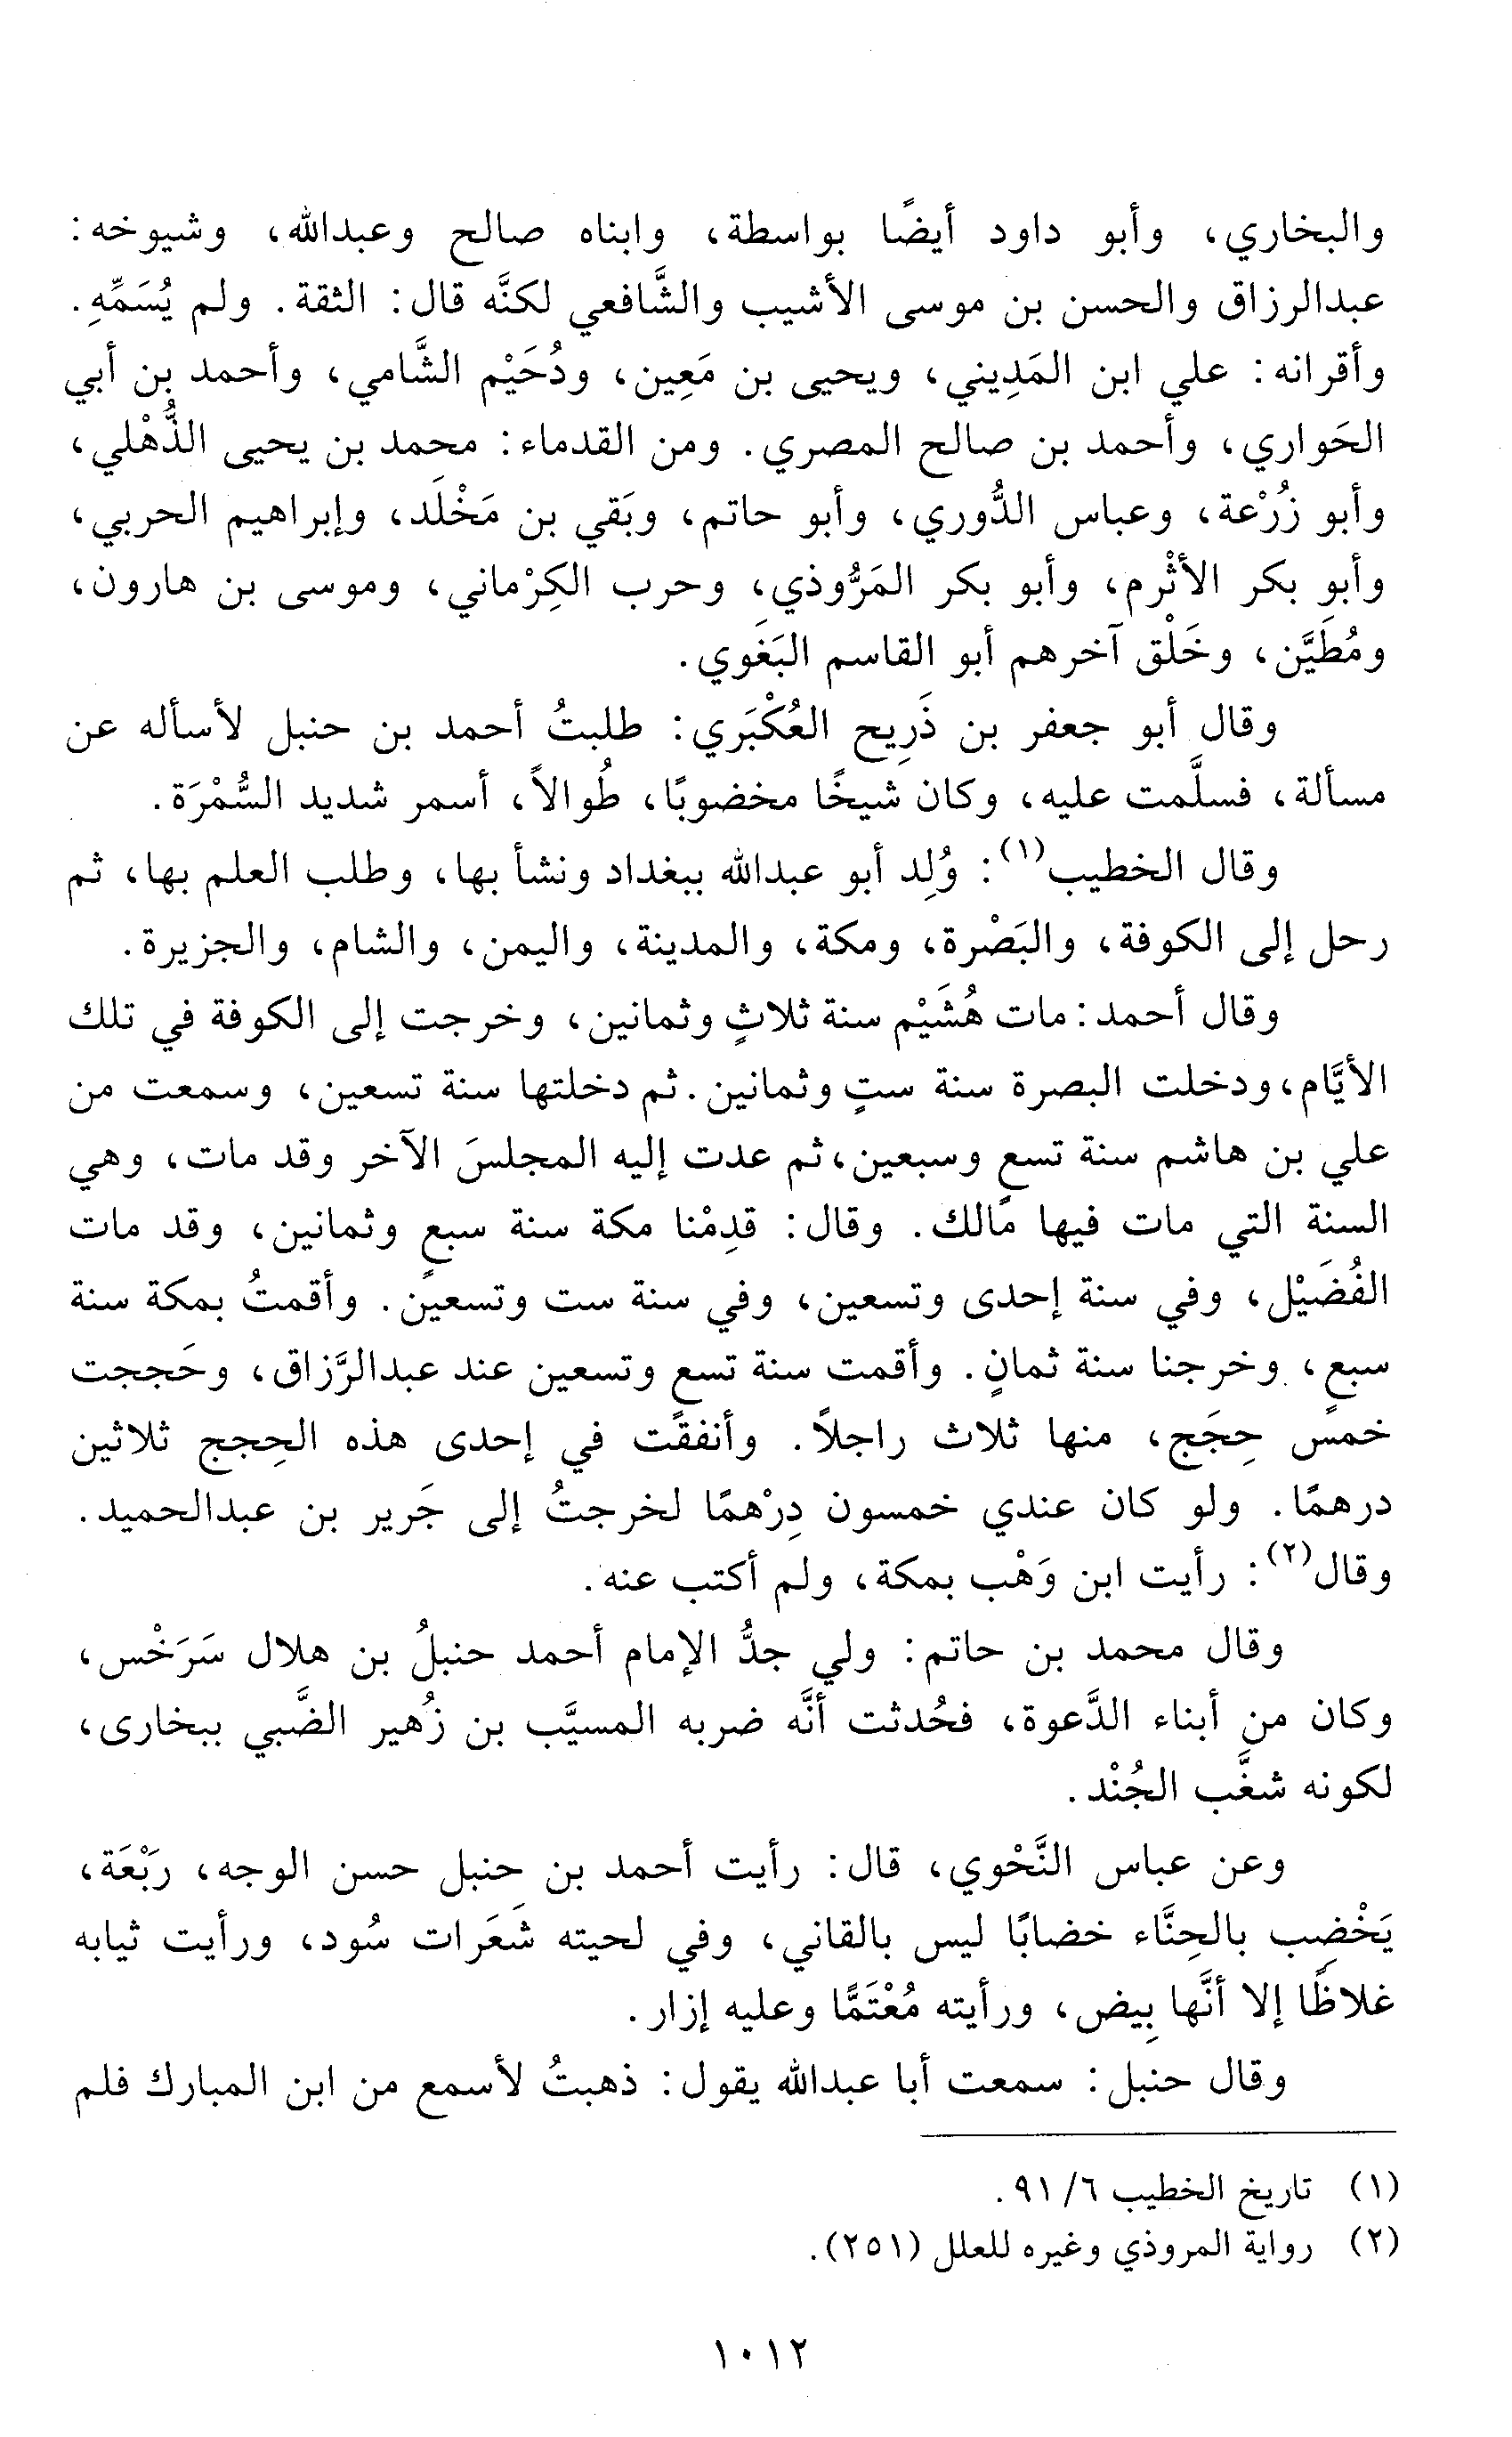 والبخاري، وأبو داود أيضًا بواسطة، وابناه صالح وعبدالله، وشيوخه:
عبدالرزاق والحسن بن موسى الأشيب والشَّافعي لكنَّه قال: الثقة. ولم يُسَمِّهِ.
وأقرانه: علي ابن المَدِيني، ويحيى بن مَعِين، ودُحَيْم الشَّامي، وأحمد بن أبي
الحَواري، وأحمد بن صالح المصري. ومن القدماء: محمد بن يحيى الذُّهْلي،
وأبو زُرْعة، وعباس الدُّوري، وأبو حاتم، وبَقي بن مَخْلَد، وإبراهيم الحربي،
وأبو بكر الأثْرم، وأبو بكر المَرُّوذي، وحرب الكِرْماني، وموسى بن هارون،
ومُطَيَّن، وخَلْق آخرهم أبو القاسم البَغَوي.
وقال أبو جعفر بن ذَرِيح العُكْبَري: طلبتُ أحمد بن حنبل لأسأله عن
مسألة، فسلَّمت عليه، وكان شيخًا مخضوبًا، طُوالاً، أسمر شديد السُّمْرَة.
وقال الخطيب(١): وُلِد أبو عبدالله ببغداد ونشأ بها، وطلب العلم بها، ثم
رحل إلى الكوفة، والبَصْرة، ومكة، والمدينة، واليمن، والشام، والجزيرة.
وقال أحمد: مات هُشَيْم سنة ثلاثٍ وثمانين، وخرجت إلى الكوفة في تلك
الأيَّام، ودخلت البصرة سنة ستٍ وثمانين. ثم دخلتها سنة تسعين، وسمعت من
علي بن هاشم سنة تسعٍ وسبعين، ثم عدت إليه المجلسَ الآخر وقد مات، وهي
السنة التي مات فيها مالك. وقال: قدِمْنا مكة سنة سبعٍ وثمانين، وقد مات
الفُضَيْل، وفي سنة إحدى وتسعين، وفي سنة ست وتسعين. وأقمتُ بمكة سنة
سبعٍ، وخرجنا سنة ثمانٍ. وأقمت سنة تسعٍ وتسعين عند عبدالرَّزاق، وحَججت
خمس حِجَج، منها ثلاث راجلاً. وأنفقت في إحدى هذه الحِجج ثلاثين
درهمًا. ولو كان عندي خمسون دِرْهمًا لخرجتُ إلى جَرير بن عبدالحميد.
وقال(٢): رأيت ابن وَهْب بمكة، ولم أكتب عنه.
وقال محمد بن حاتم: ولي جدُّ الإمام أحمد حنبلُ بن هلال سَرَخْس،
وكان من أبناء الدَّعوة، فحُدثت أنَّه ضربه المسيَّب بن زُهير الضَّبي ببخارى،
لكونه شغَّب الجُنْد.
وعن عباس النَّحْوي، قال: رأيت أحمد بن حنبل حسن الوجه، رَبْعَة،
يَخْضِب بالحِنَّاء خضابًا ليس بالقاني، وفي لحيته شَعَرات سُود، ورأيت ثيابه
غلاظًا إلا أنَّها بِيض، ورأيته مُعْتَمًّا وعليه إزار.
وقال حنبل: سمعت أبا عبدالله يقول: ذهبتُ لأسمع من ابن المبارك فلم
(١) تاريخ الخطيب ٦/ ٩١.
(٢) رواية المروذي وغيره للعلل (٢٥١).
١٠١٢